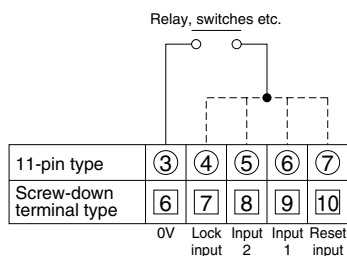 Relay, switches etc.
11-pin type ③ ④ ⑤ ⑥ ⑦
Screw-down
terminal type 6 7 8 9 10
0V Lock Input Input Reset
input 2 1 input